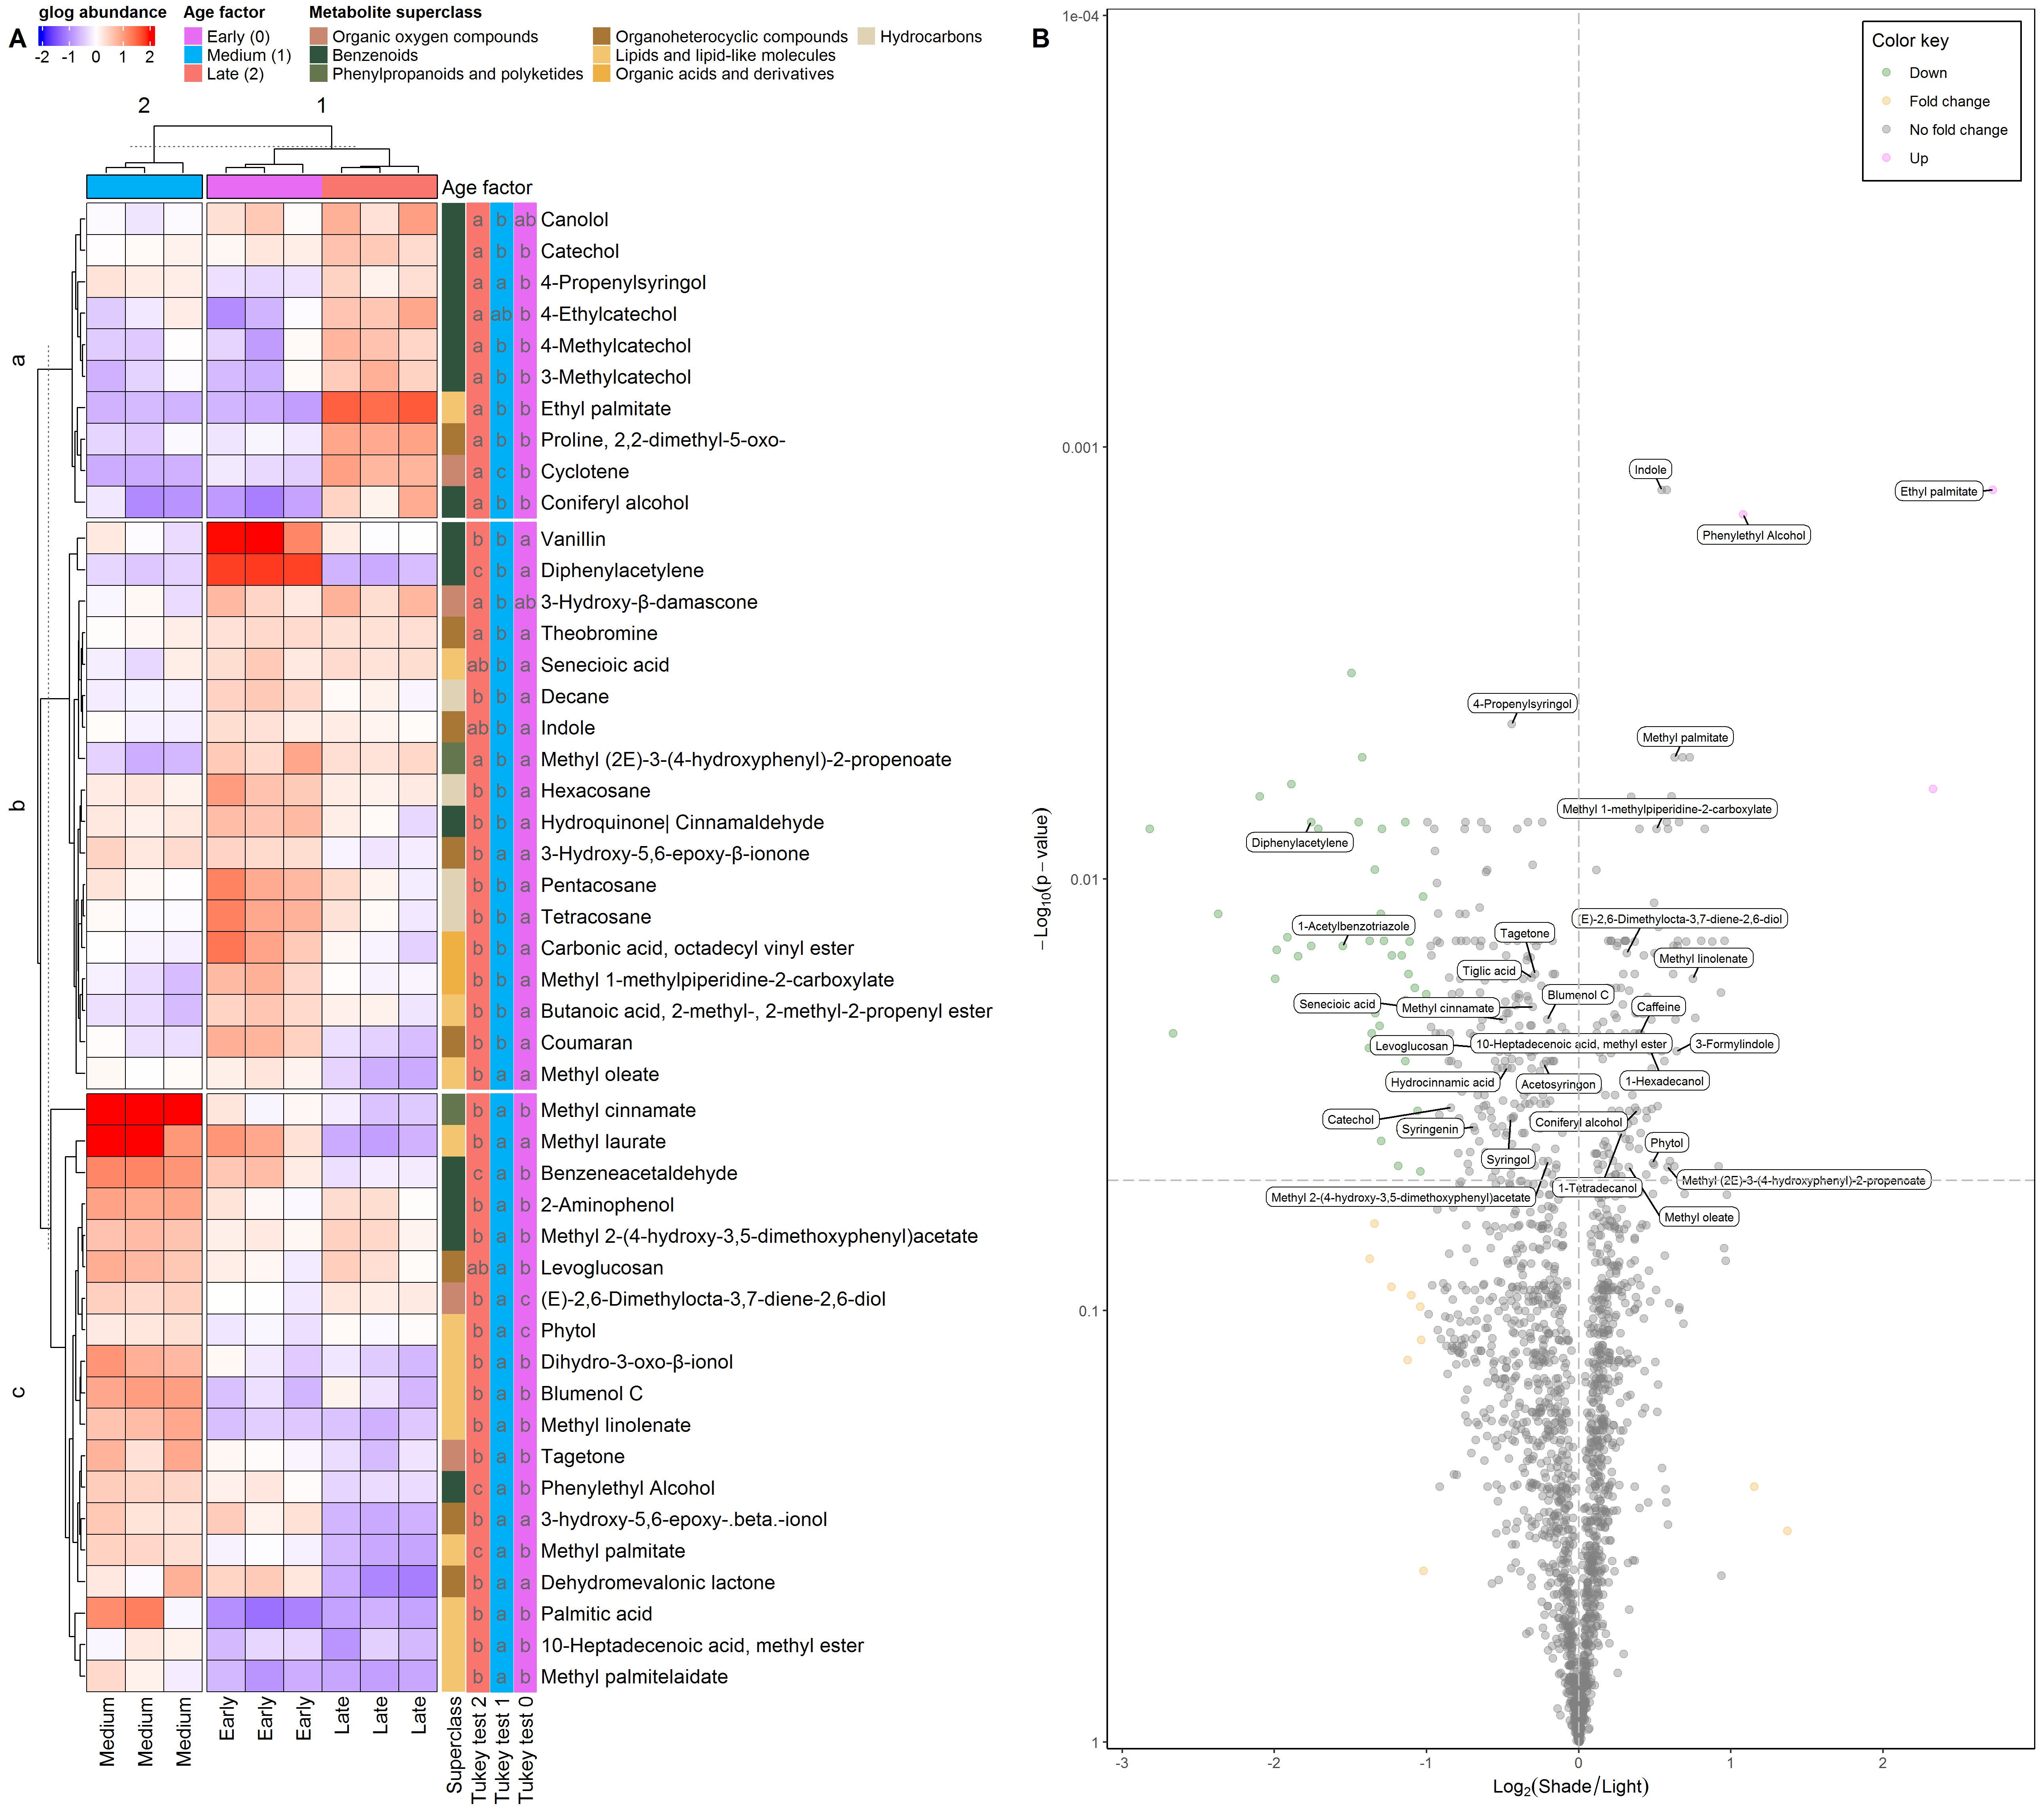 A
glog abundance
-2 -1 0 1 2
Age factor
Early (0)
Medium (1)
Late (2)
Metabolite superclass
Organic oxygen compounds
Benzenoids
Phenylpropanoids and polyketides
Organoheterocyclic compounds
Lipids and lipid-like molecules
Organic acids and derivatives
Hydrocarbons
2 1
Age factor
a
b
c
a b ab Canolol
a b b Catechol
a a b 4-Propenylsyringol
a ab b 4-Ethylcatechol
a b b 4-Methylcatechol
a b b 3-Methylcatechol
a b b Ethyl palmitate
a b b Proline, 2,2-dimethyl-5-oxo-
a c b Cyclotene
a b b Coniferyl alcohol
b b a Vanillin
c b a Diphenylacetylene
a b ab 3-Hydroxy-β-damascone
a b a Theobromine
ab b a Senecioic acid
b b a Decane
ab b a Indole
a b a Methyl (2E)-3-(4-hydroxyphenyl)-2-propenoate
b b a Hexacosane
b b a Hydroquinone| Cinnamaldehyde
b a a 3-Hydroxy-5,6-epoxy-β-ionone
b b a Pentacosane
b b a Tetracosane
b b a Carbonic acid, octadecyl vinyl ester
b b a Methyl 1-methylpiperidine-2-carboxylate
b b a Butanoic acid, 2-methyl-, 2-methyl-2-propenyl ester
b b a Coumaran
b a a Methyl oleate
b a b Methyl cinnamate
b a a Methyl laurate
c a b Benzeneacetaldehyde
b a b 2-Aminophenol
b a b Methyl 2-(4-hydroxy-3,5-dimethoxyphenyl)acetate
ab a b Levoglucosan
b a c (E)-2,6-Dimethylocta-3,7-diene-2,6-diol
b a c Phytol
b a b Dihydro-3-oxo-β-ionol
b a b Blumenol C
b a b Methyl linolenate
b a b Tagetone
c a b Phenylethyl Alcohol
b a a 3-hydroxy-5,6-epoxy-.beta.-ionol
c a b Methyl palmitate
b a a Dehydromevalonic lactone
b a b Palmitic acid
b a b 10-Heptadecenoic acid, methyl ester
b a b Methyl palmitelaidate
Medium
Medium
Medium
Early
Early
Early
Late
Late
Late
Superclass
Tukey test 2
Tukey test 1
Tukey test 0
B
Color key
Down
Fold change
No fold change
Up
1e-04
0.001
0.01
0.1
1
−Log10(p−value)
Indole
Ethyl palmitate
Phenylethyl Alcohol
4-Propenylsyringol
Methyl palmitate
Methyl 1-methylpiperidine-2-carboxylate
Diphenylacetylene
(E)-2,6-Dimethylocta-3,7-diene-2,6-diol
1-Acetylbenzotriazole
Tagetone
Methyl linolenate
Tiglic acid
Blumenol C
Senecioic acid
Methyl cinnamate
Caffeine
Levoglucosan
10-Heptadecenoic acid, methyl ester
3-Formylindole
Hydrocinnamic acid
Acetosyringon
1-Hexadecanol
Catechol
Syringenin
Coniferyl alcohol
Phytol
Syringol
Methyl (2E)-3-(4-hydroxyphenyl)-2-propenoate
1-Tetradecanol
Methyl 2-(4-hydroxy-3,5-dimethoxyphenyl)acetate
Methyl oleate
-3 -2 -1 0 1 2
Log2(Shade/Light)